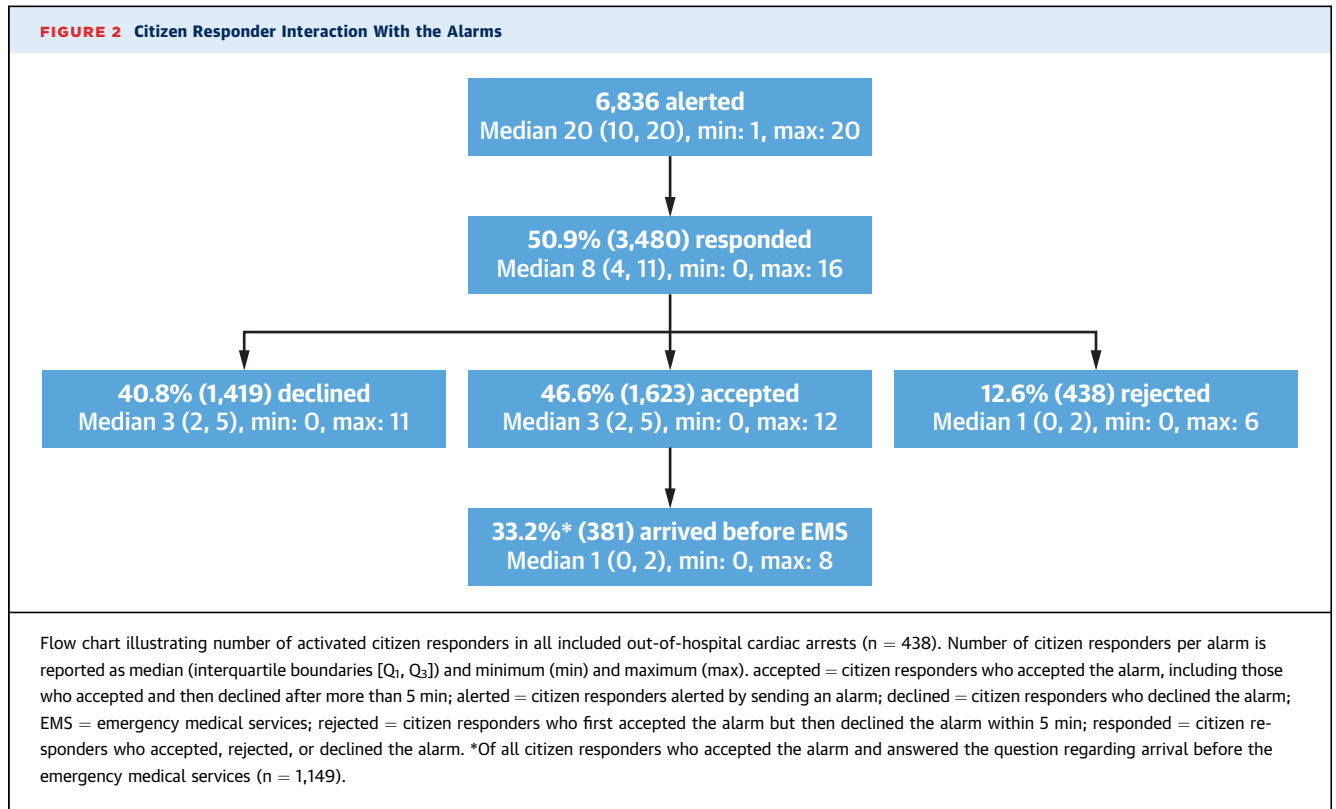 FIGURE 2 Citizen Responder Interaction With the Alarms
6,836 alerted
Median 20 (10, 20), min: 1, max: 20
50.9% (3,480) responded
Median 8 (4, 11), min: 0, max: 16
40.8% (1,419) declined
Median 3 (2, 5), min: 0, max: 11
46.6% (1,623) accepted
Median 3 (2, 5), min: 0, max: 12
12.6% (438) rejected
Median 1 (0, 2), min: 0, max: 6
33.2%* (381) arrived before EMS
Median 1 (0, 2), min: 0, max: 8
Flow chart illustrating number of activated citizen responders in all included out-of-hospital cardiac arrests (n = 438). Number of citizen responders per alarm is
reported as median (interquartile boundaries [Q₁, Q₃]) and minimum (min) and maximum (max). accepted = citizen responders who accepted the alarm, including those
who accepted and then declined after more than 5 min; alerted = citizen responders alerted by sending an alarm; declined = citizen responders who declined the alarm;
EMS = emergency medical services; rejected = citizen responders who first accepted the alarm but then declined the alarm within 5 min; responded = citizen re-
sponders who accepted, rejected, or declined the alarm. *Of all citizen responders who accepted the alarm and answered the question regarding arrival before the
emergency medical services (n = 1,149).